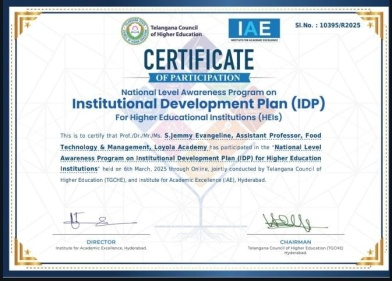 Telangana Council
of Higher Education
IAE
INSTITUTE FOR ACADEMIC EXCELLENCE
Sl.No. : 10395/R2025
CERTIFICATE
OF PARTICIPATION
National Level Awareness Program on
Institutional Development Plan (IDP)
For Higher Educational Institutions (HEIs)
This is to certify that Prof./Dr./Mr./Ms. S.Jemmy Evangeline, Assistant Professor, Food
Technology & Management, Loyola Academy has participated in the "National Level
Awareness Program on Institutional Development Plan (IDP) for Higher Education
Institutions" held on 6th March, 2025 through Online, jointly conducted by Telangana Council of
Higher Education (TGCHE), and Institute for Academic Excellence (IAE), Hyderabad.
DIRECTOR
Institute for Academic Excellence, Hyderabad.
CHAIRMAN
Telangana Council of Higher Education (TGCHE)
Hyderabad.